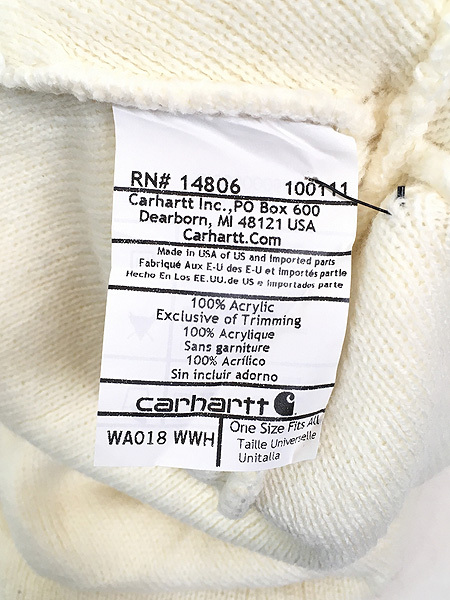 RN# 14806 100111
Carhartt Inc.,PO Box 600
Dearborn, MI 48121 USA
Carhartt.Com
Made in USA of US and Imported parts
Fabriqué Aux E-U des E-U et Importés partie
Hecho En Los EE.UU.de US e Importados parte
100% Acrylic
Exclusive of Trimming
100% Acrylique
Sans garniture
100% Acrílico
Sin incluir adorno
carhartt
WA018 WWH
One Size Fits All
Taille Universelle
Unitalla